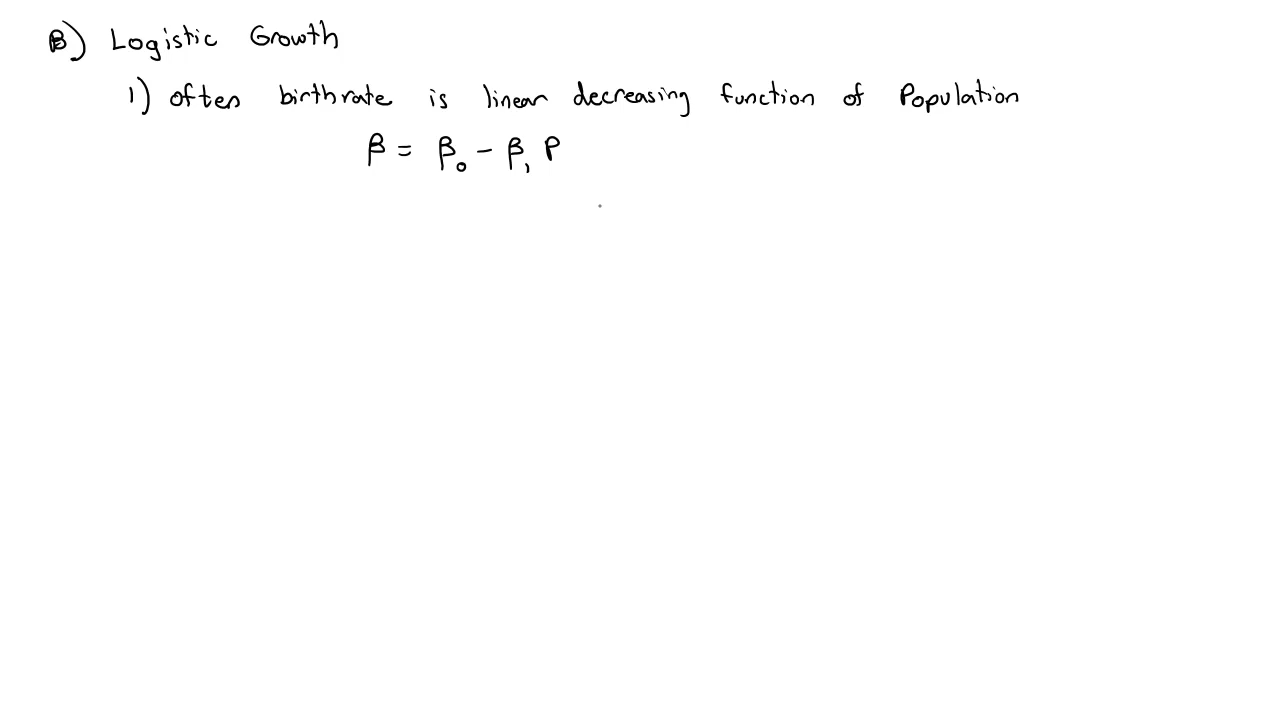 B) Logistic Growth
1) often birthrate is linear decreasing function of Population
β = β₀ - β₁ P